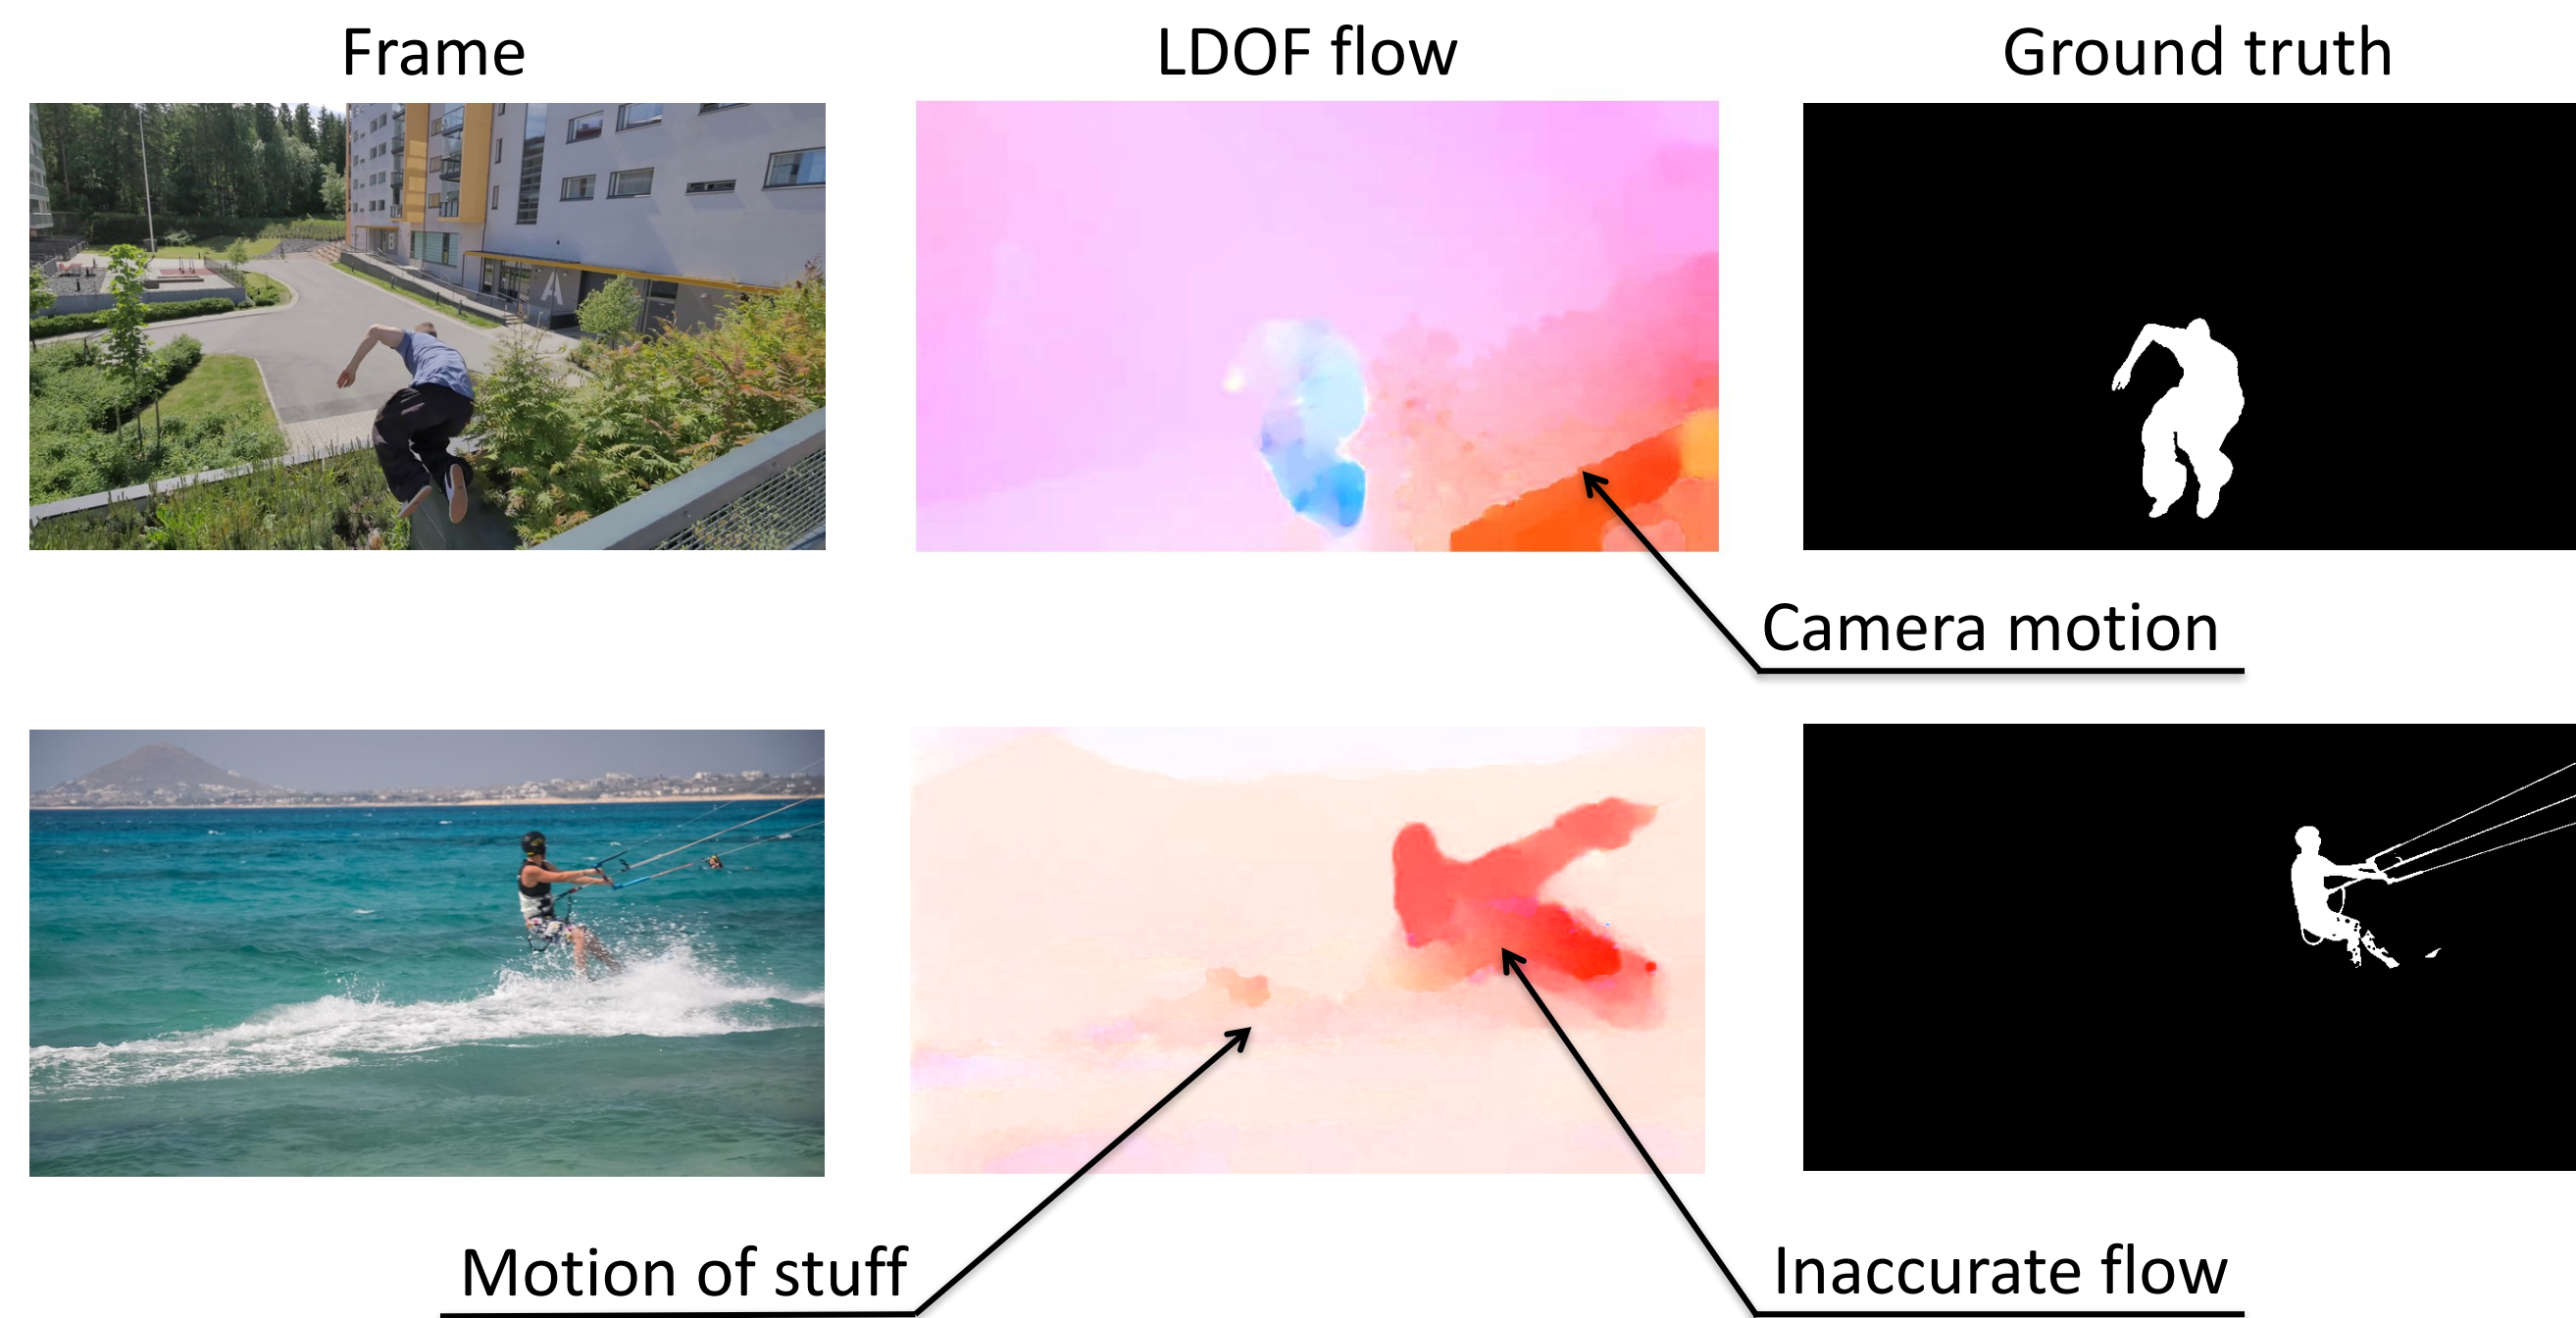 Frame
LDOF flow
Ground truth
B
A
Camera motion
Motion of stuff
Inaccurate flow